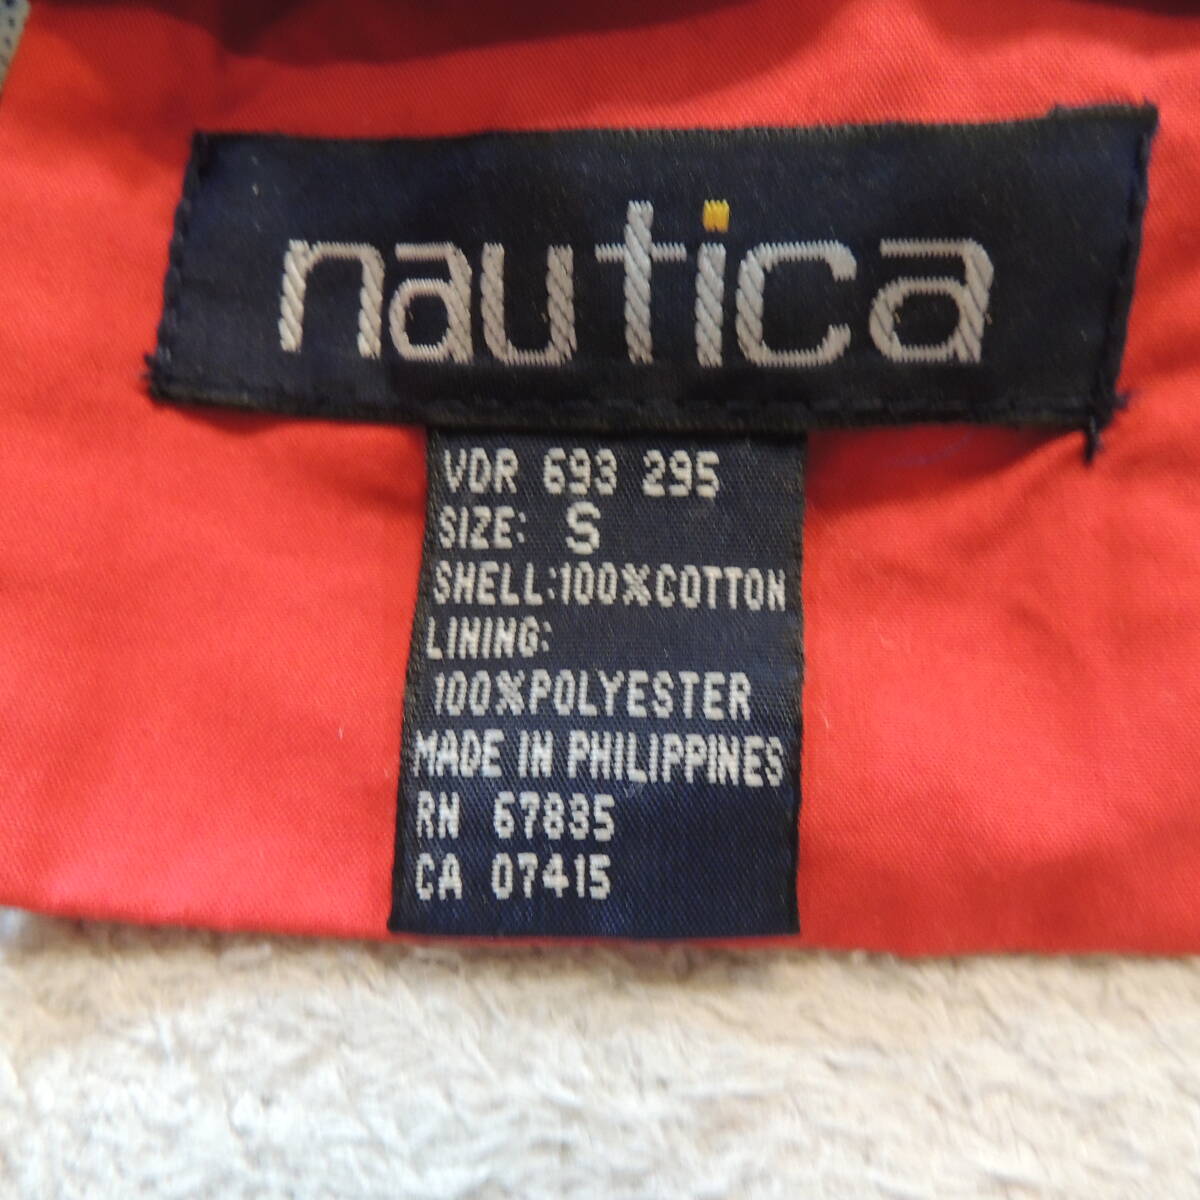 nautica
VDR 693 295
SIZE: S
SHELL:100%COTTON
LINING:
100%POLYESTER
MADE IN PHILIPPINES
RN 67835
CA 07415